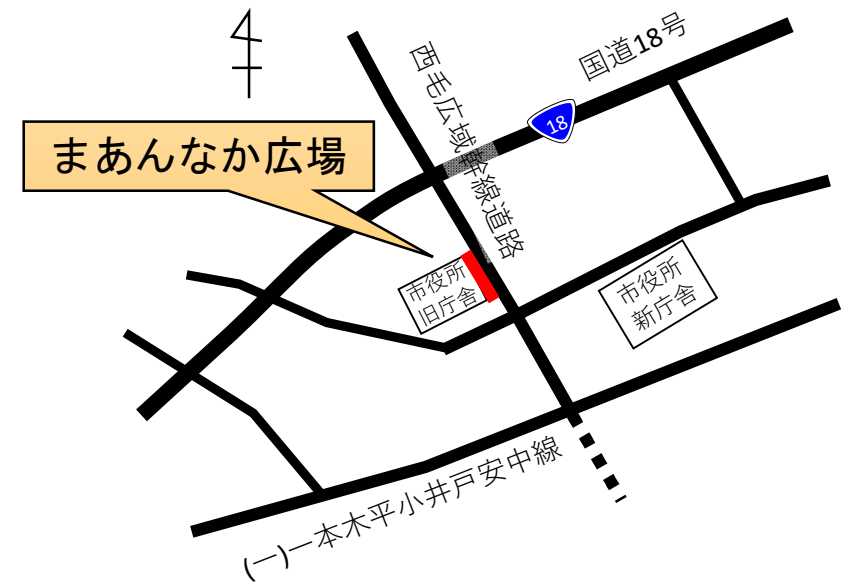 国道18号
18
西毛広域幹線道路
まあんなか広場
市役所
旧庁舎
市役所
新庁舎
(一)一本木平小井戸安中線